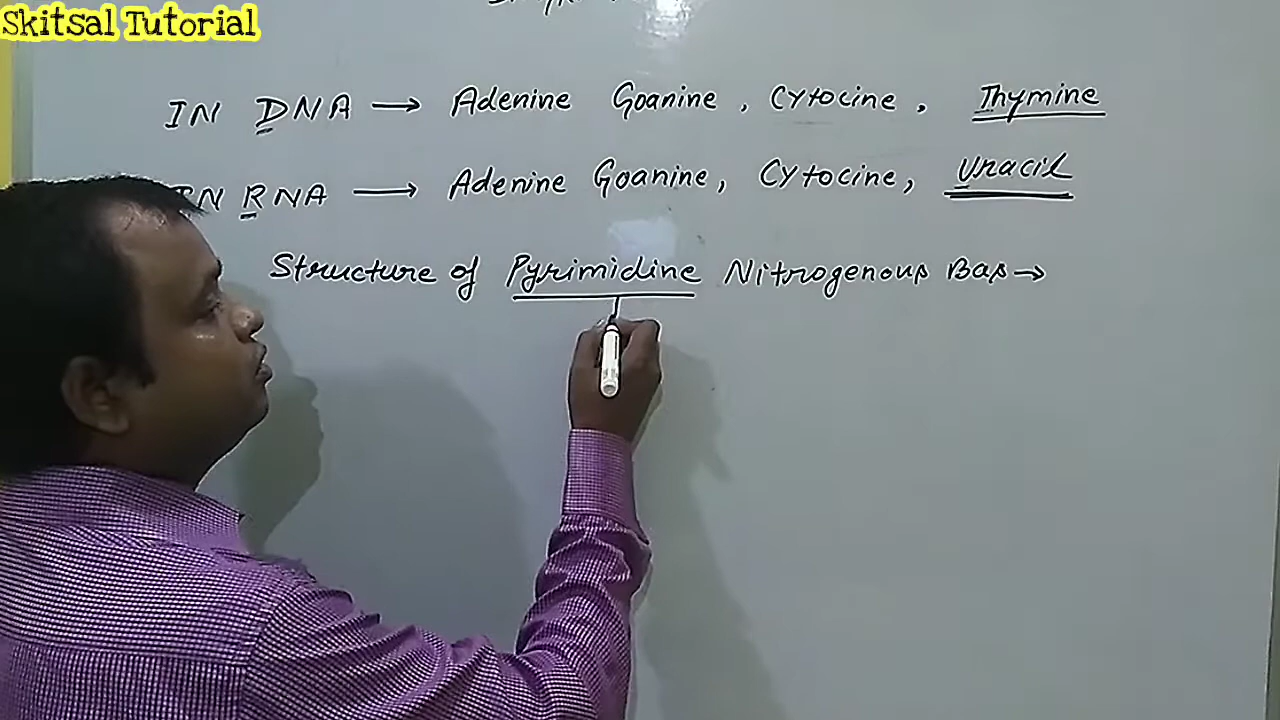 Skitsal Tutorial
IN DNA → Adenine Goanine, Cytocine, Thymine
RNA → Adenine Goanine, Cytocine, Uracil
Structure of Pyrimidine Nitrogenous Bas →